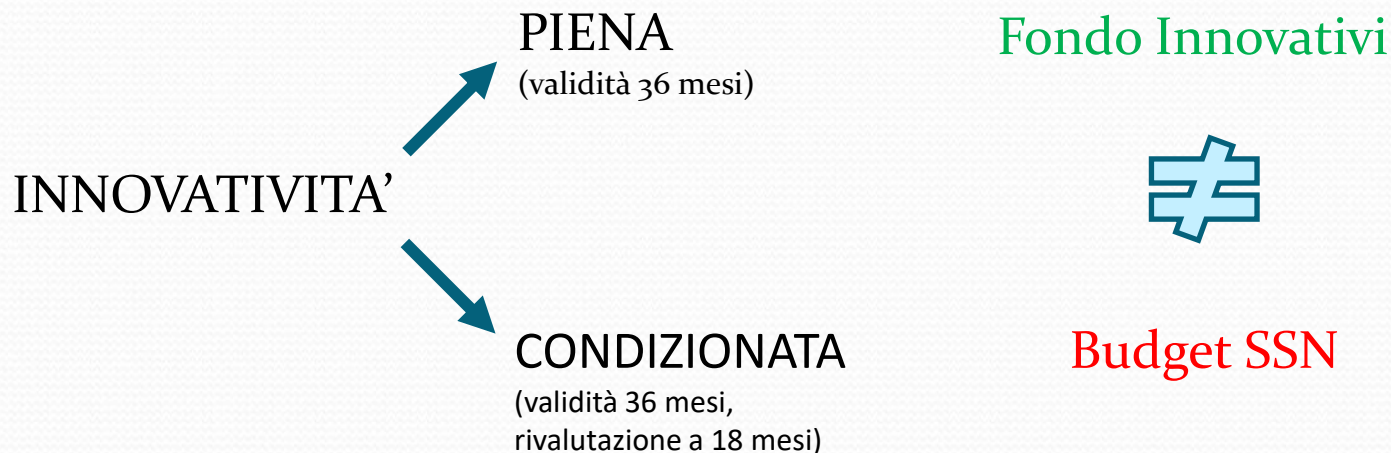 PIENA
(validità 36 mesi)
Fondo Innovativi
INNOVATIVITA’
≠
CONDIZIONATA
(validità 36 mesi,
rivalutazione a 18 mesi)
Budget SSN